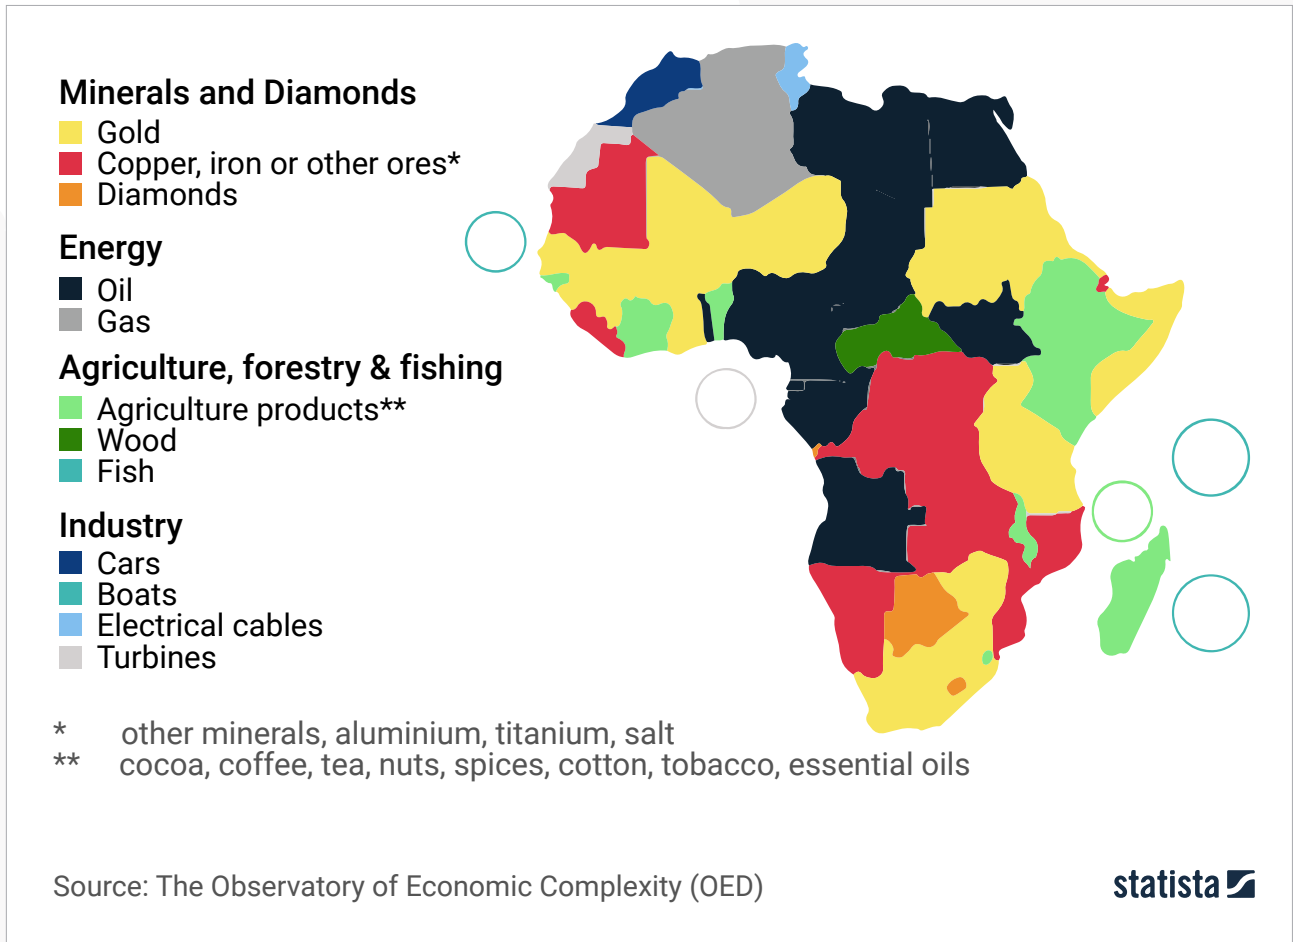 Minerals and Diamonds
Gold
Copper, iron or other ores*
Diamonds
Energy
Oil
Gas
Agriculture, forestry & fishing
Agriculture products**
Wood
Fish
Industry
Cars
Boats
Electrical cables
Turbines
* other minerals, aluminium, titanium, salt
** cocoa, coffee, tea, nuts, spices, cotton, tobacco, essential oils
Source: The Observatory of Economic Complexity (OED)
statista